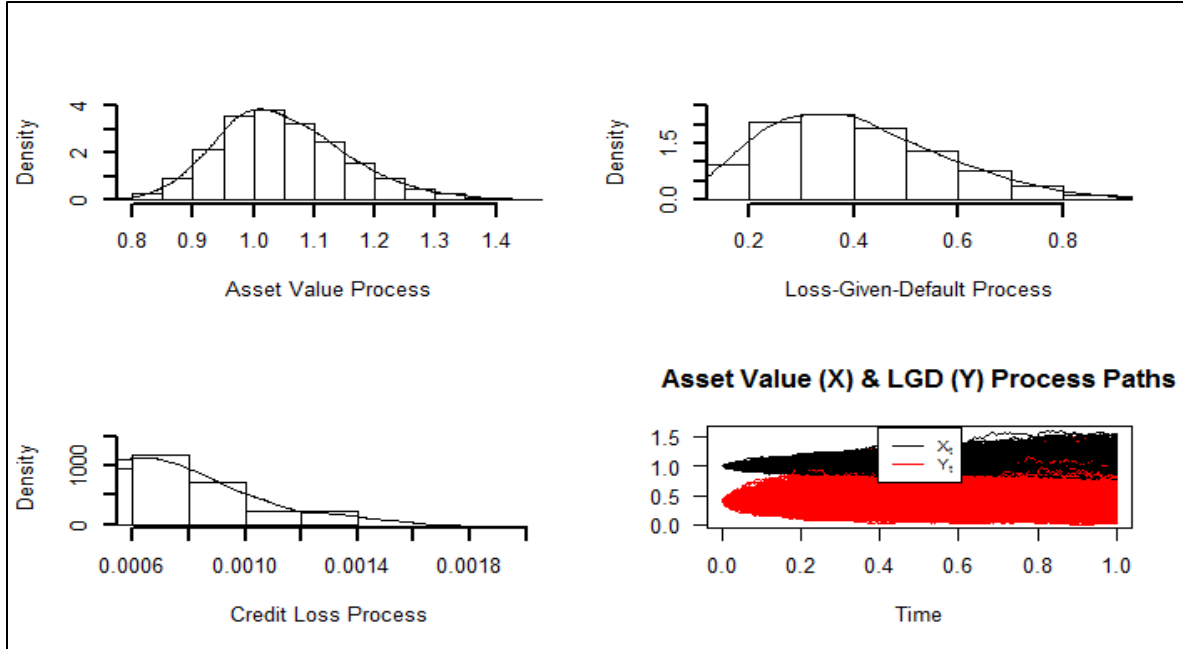 Density
4
2
0
0.8 0.9 1.0 1.1 1.2 1.3 1.4
Asset Value Process
Density
1.5
0.0
0.2 0.4 0.6 0.8
Loss-Given-Default Process
Density
1000
0
0.0006 0.0010 0.0014 0.0018
Credit Loss Process
Asset Value (X) & LGD (Y) Process Paths
1.5
1.0
0.5
0.0
Xₜ
Yₜ
0.0 0.2 0.4 0.6 0.8 1.0
Time